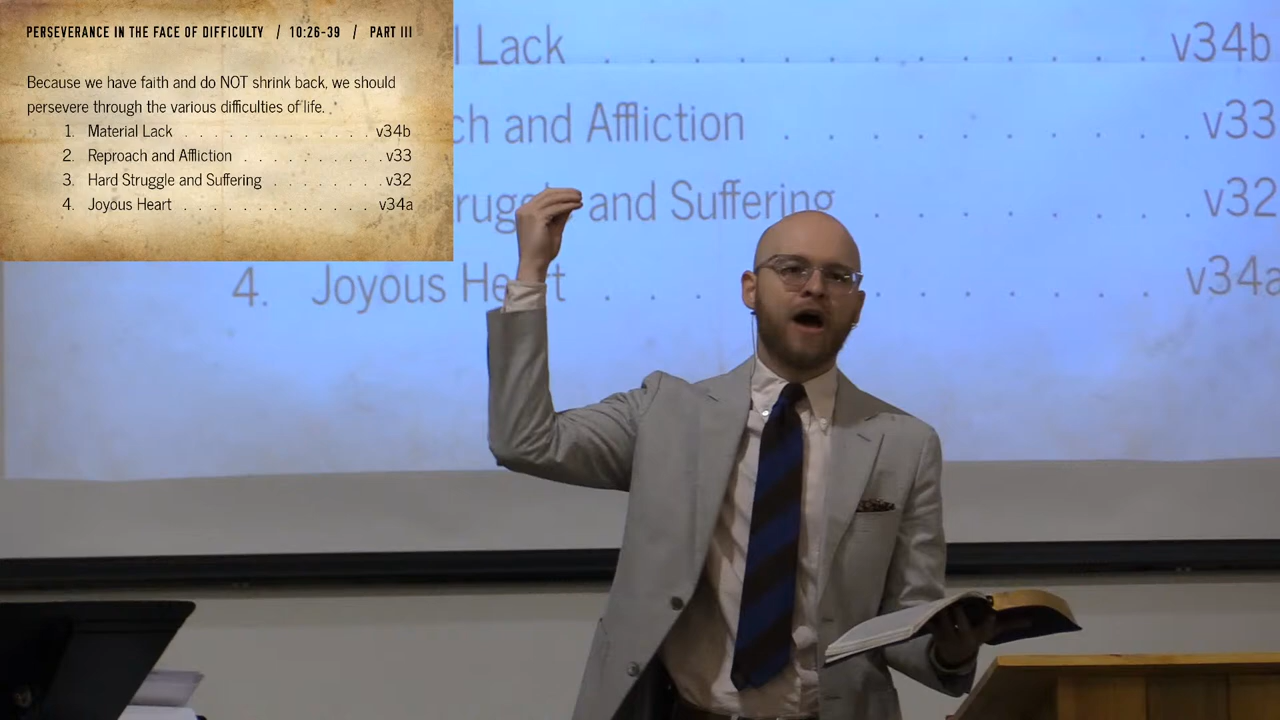 PERSEVERANCE IN THE FACE OF DIFFICULTY / 10:26-39 / PART III
Because we have faith and do NOT shrink back, we should
persevere through the various difficulties of life.
1. Material Lack . . . . . . . . . . . . . v34b
2. Reproach and Affliction . . . . . . . . . . v33
3. Hard Struggle and Suffering . . . . . . . . v32
4. Joyous Heart . . . . . . . . . . . . . v34a
l Lack . . . . . . . . . . . . . v34b
ch and Affliction . . . . . . . . . . v33
and Suffering . . . . . . . . v32
4. Joyous He rt . . . . . . . . . . . . . v34a